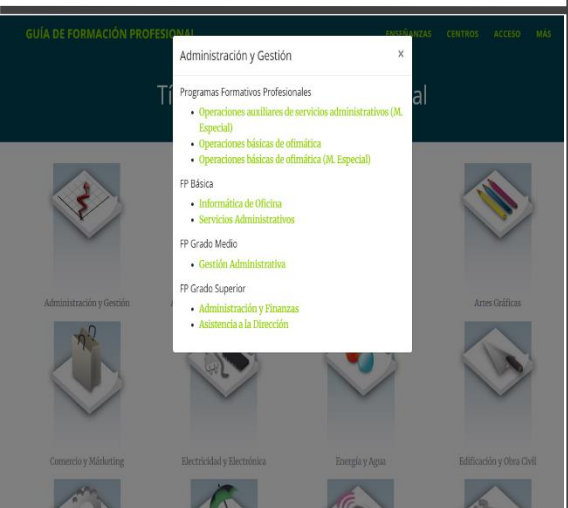 GUÍA DE FORMACIÓN PROFESIONAL
ENSEÑANZAS CENTROS ACCESO MÁS
Administración y Gestión x
Programas Formativos Profesionales
• Operaciones auxiliares de servicios administrativos (M.
Especial)
• Operaciones básicas de ofimática
• Operaciones básicas de ofimática (M. Especial)
FP Básica
• Informática de Oficina
• Servicios Administrativos
FP Grado Medio
• Gestión Administrativa
FP Grado Superior
• Administración y Finanzas
• Asistencia a la Dirección
Administración y Gestión Artes Gráficas
Comercio y Márketing Electricidad y Electrónica Energía y Agua Edificación y Obra Civil